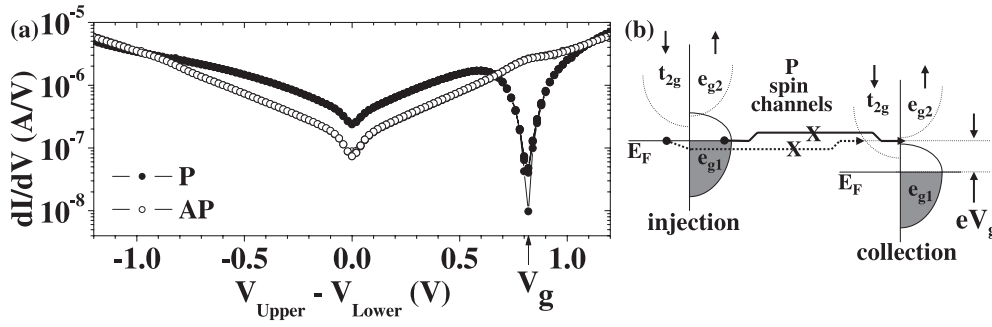 (a)
10^-5
10^-6
10^-7
10^-8
dI/dV (A/V)
P
AP
-1.0 -0.5 0.0 0.5 1.0
V_Upper - V_Lower (V)
V_g
(b)
t_2g e_g2
P
spin
channels
t_2g e_g2
X
X
E_F
e_g1
E_F
e_g1
injection
collection
eV_g